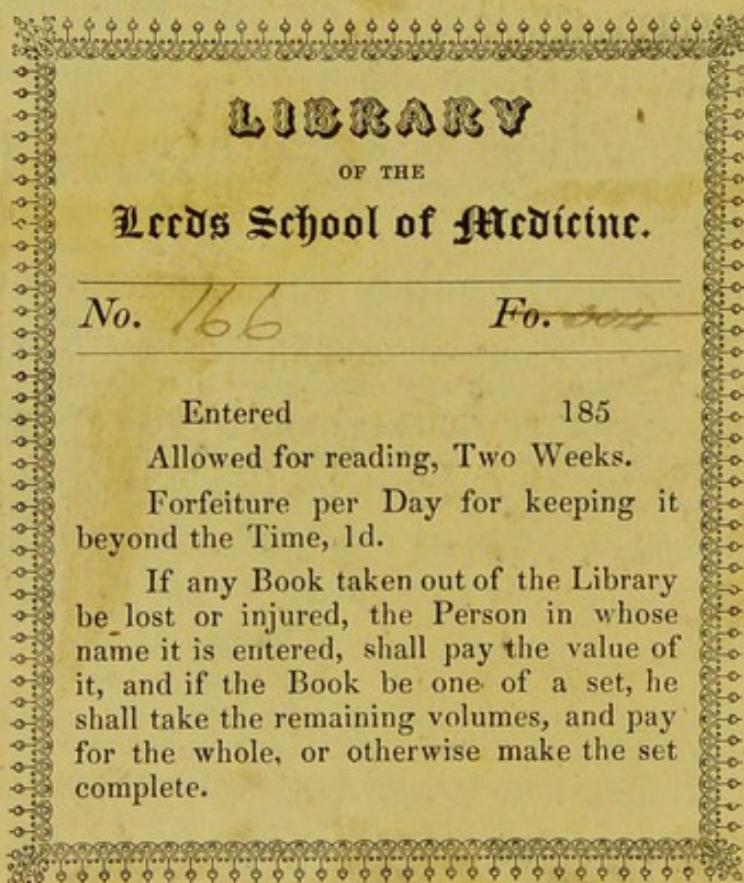 LIBRARY
OF THE
Leeds School of Medicine.
No. 166 Fo.
Entered 185
Allowed for reading, Two Weeks.
Forfeiture per Day for keeping it
beyond the Time, 1d.
If any Book taken out of the Library
be lost or injured, the Person in whose
name it is entered, shall pay the value of
it, and if the Book be one of a set, he
shall take the remaining volumes, and pay
for the whole, or otherwise make the set
complete.